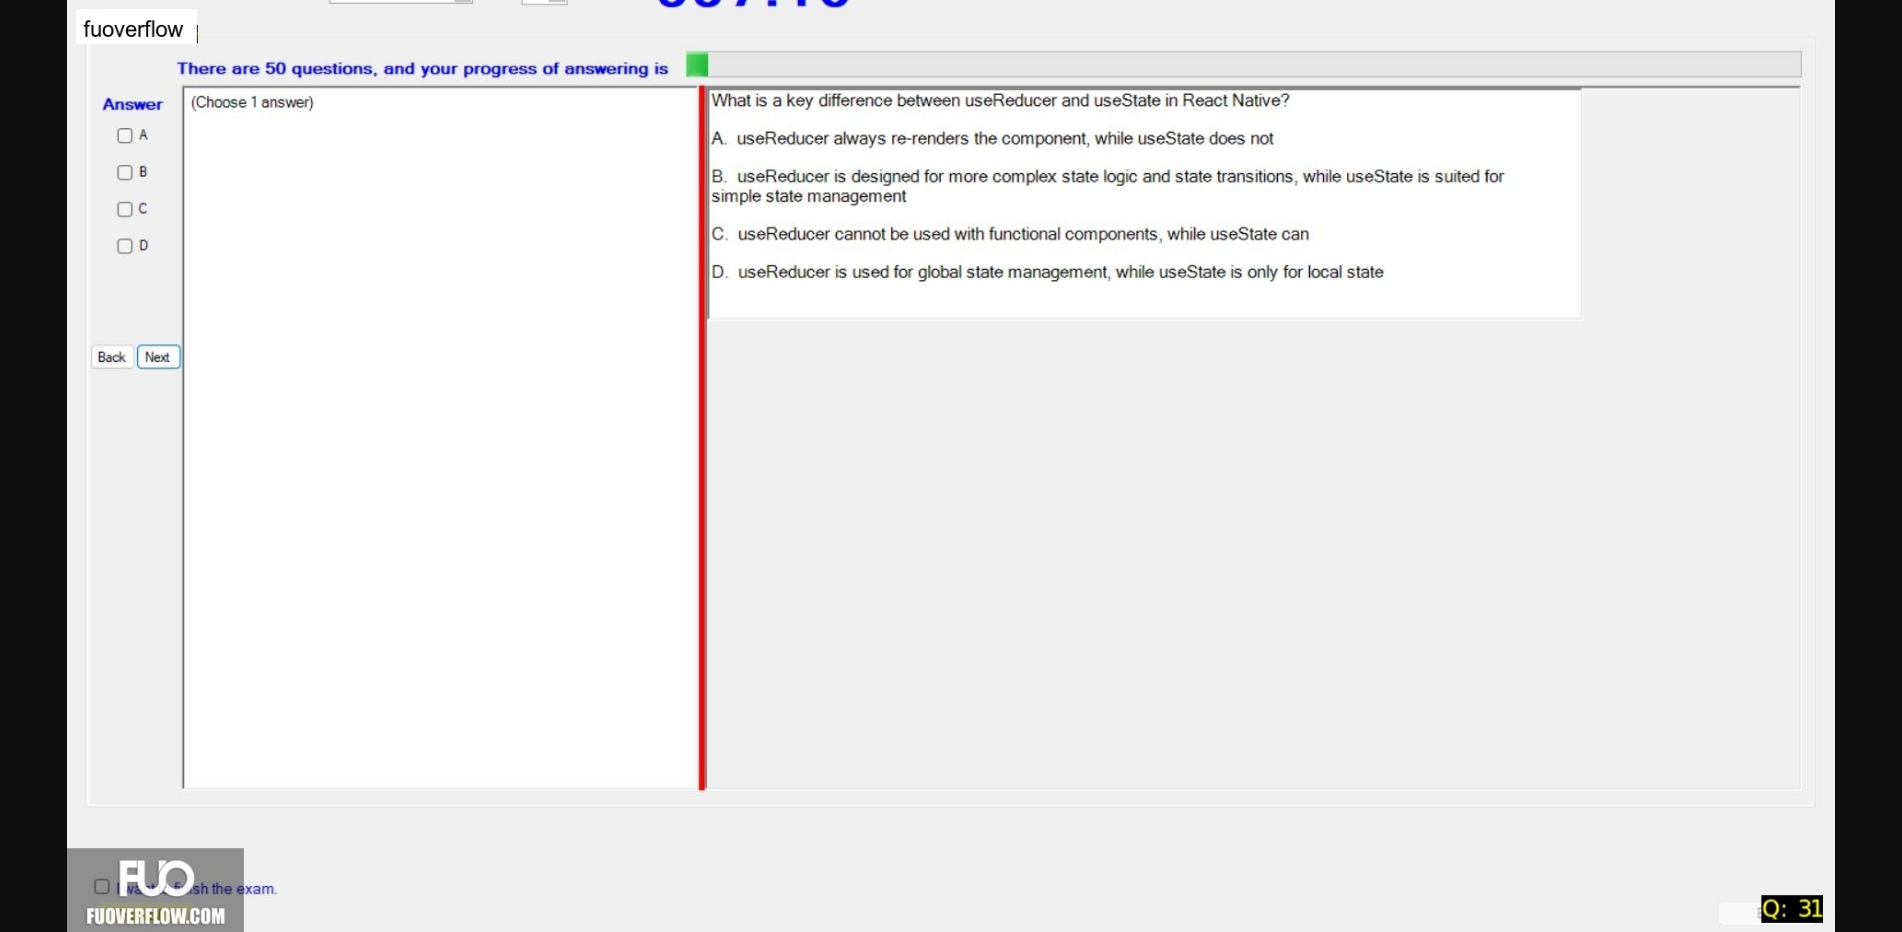 fuoverflow
There are 50 questions, and your progress of answering is
Answer
(Choose 1 answer)
What is a key difference between useReducer and useState in React Native?
A
A. useReducer always re-renders the component, while useState does not
B
B. useReducer is designed for more complex state logic and state transitions, while useState is suited for
simple state management
C
C. useReducer cannot be used with functional components, while useState can
D
D. useReducer is used for global state management, while useState is only for local state
Back
Next
FUO
sh the exam.
FUOVERFLOW.COM
Q: 31